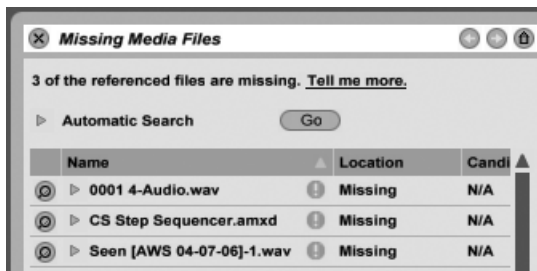 Missing Media Files
3 of the referenced files are missing. Tell me more.
Automatic Search Go
Name Location Candi
0001 4-Audio.wav Missing N/A
CS Step Sequencer.amxd Missing N/A
Seen [AWS 04-07-06]-1.wav Missing N/A